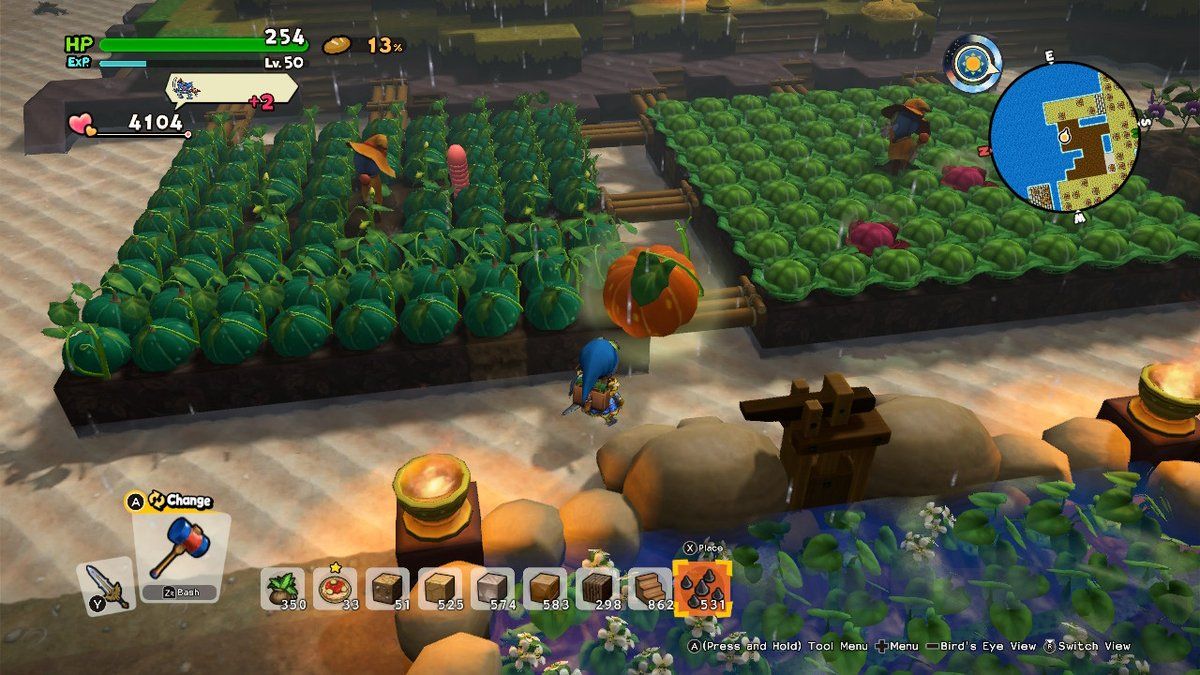 HP 254 13%
EXP Lv.50
+2
4104
E
S
N
W
A Change
Y
ZR Bash
X Place
350 33 51 525 574 583 298 862 531
A (Press and Hold) Tool Menu + Menu − Bird's Eye View R Switch View